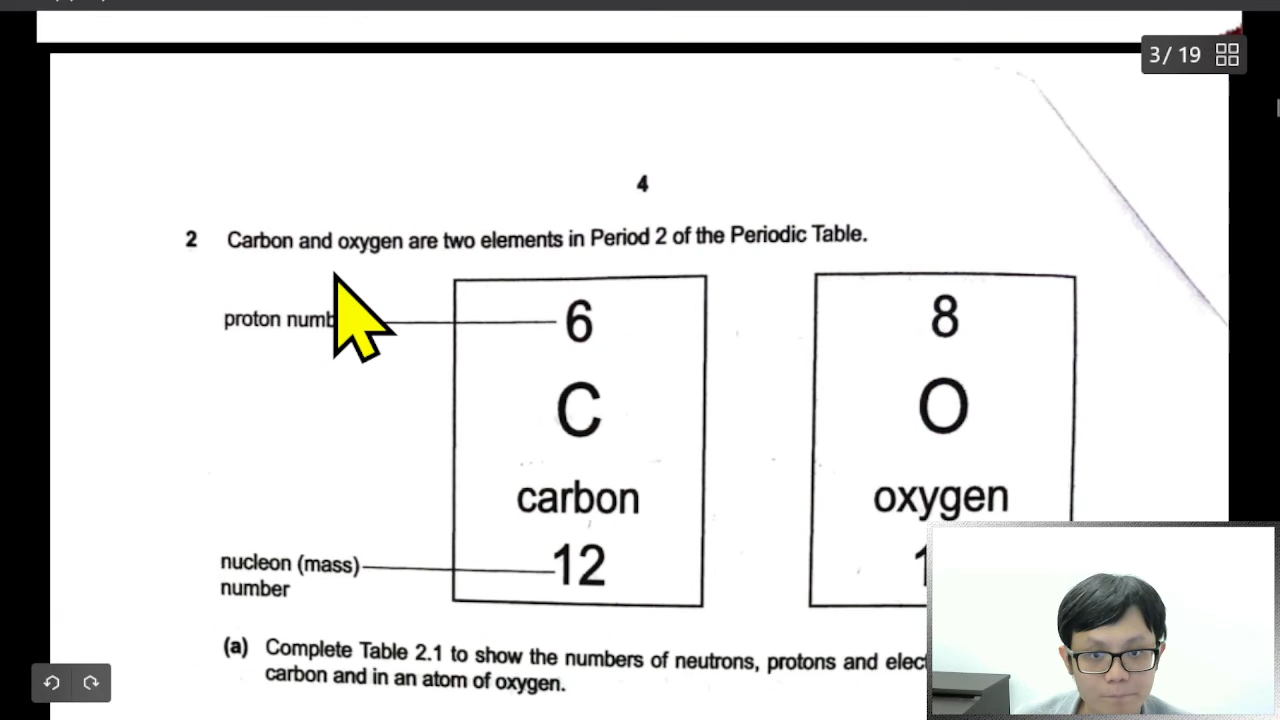 3/ 19
4
2 Carbon and oxygen are two elements in Period 2 of the Periodic Table.
proton
6
8
C
O
carbon
oxygen
nucleon (mass)
number
12
(a) Complete Table 2.1 to show the numbers of neutrons, protons and
carbon and in an atom of oxygen.